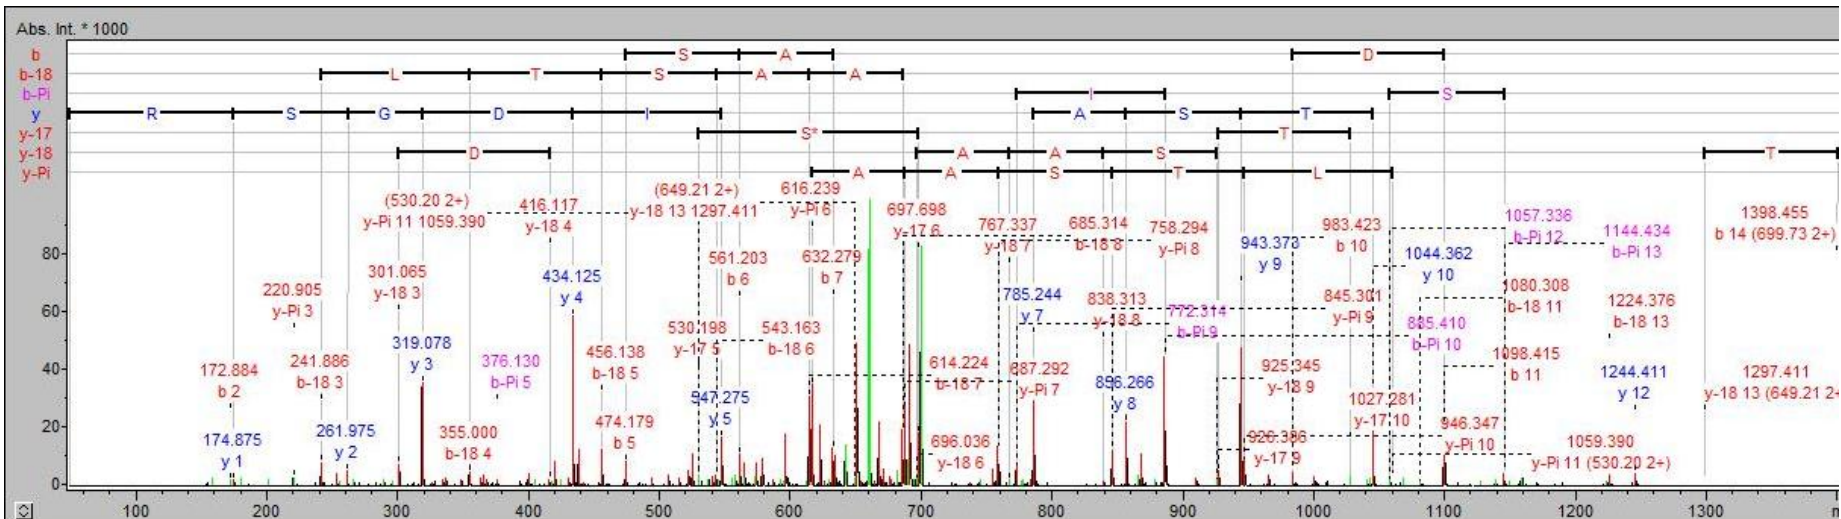 Abs. Int. * 1000
b S A D
b-18 L T S A A
b-Pi I S
y R S G D I A S T
y-17 S* T
y-18 D A A S T
y-Pi A A S T L
(530.20 2+)
y-Pi 11 1059.390
416.117
y-18 4
(649.21 2+)
y-18 13 1297.411
616.239
y-Pi 6
697.698
y-17 6
767.337
y-18 7
685.314
b-18 8
758.294
y-Pi 8
983.423
b 10
1057.336
b-Pi 12
1144.434
b-Pi 13
1398.455
b 14 (699.73 2+)
943.373
y 9
1044.362
y 10
561.203
b 6
632.279
b 7
301.065
y-18 3
434.125
y 4
220.905
y-Pi 3
785.244
y 7
838.313
y-18 8
772.314
b-Pi 9
845.301
y-Pi 9
885.410
b-Pi 10
1080.308
b-18 11
1224.376
b-18 13
530.198
y-17 5
543.163
b-18 6
319.078
y 3
241.886
b-18 3
376.130
b-Pi 5
456.138
b-18 5
172.884
b 2
614.224
b-18 7
687.292
y-Pi 7
925.345
y-18 9
1098.415
b 11
1297.411
y-18 13 (649.21 2+
856.266
y 8
1244.411
y 12
547.275
y 5
1027.281
y-17 10
946.347
y-Pi 10
1059.390
y-Pi 11 (530.20 2+)
474.179
b 5
174.875
y 1
261.975
y 2
355.000
b-18 4
696.036
y-18 6
926.386
y-17 9
80
60
40
20
0
100 200 300 400 500 600 700 800 900 1000 1100 1200 1300 m